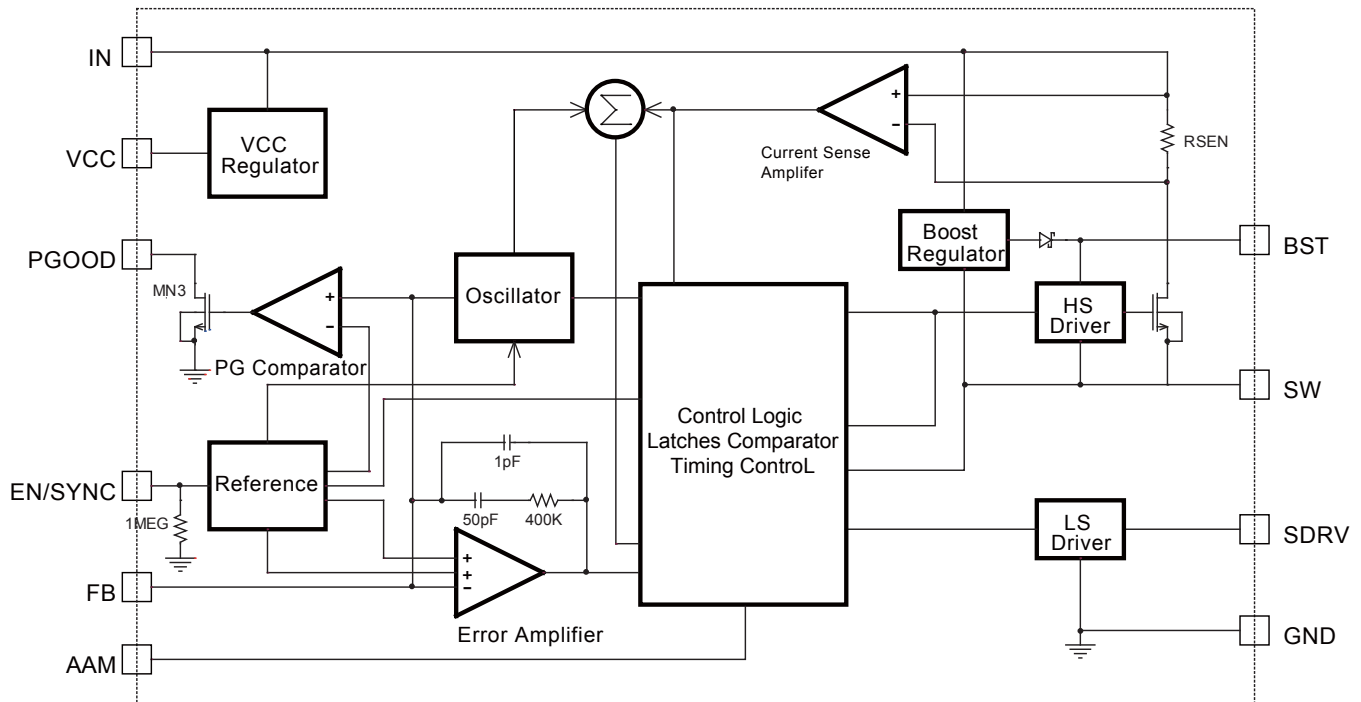 IN
VCC
VCC
Regulator
Σ
+
−
Current Sense
Amplifer
RSEN
PGOOD
MN3
+
−
PG Comparator
Oscillator
Boost
Regulator
BST
HS
Driver
SW
Control Logic
Latches Comparator
Timing ControL
EN/SYNC
Reference
1MEG
1pF
50pF
400K
+
+
−
Error Amplifier
LS
Driver
SDRV
FB
GND
AAM